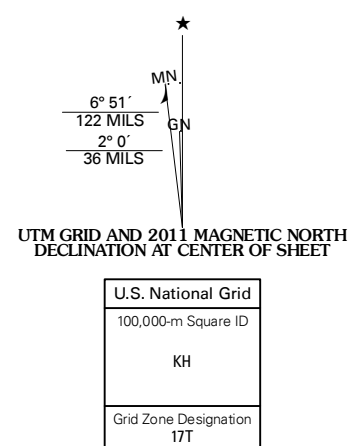 ★
MN
6° 51´
122 MILS
GN
2° 0´
36 MILS
UTM GRID AND 2011 MAGNETIC NORTH
DECLINATION AT CENTER OF SHEET
U.S. National Grid
100,000-m Square ID
KH
Grid Zone Designation
17T